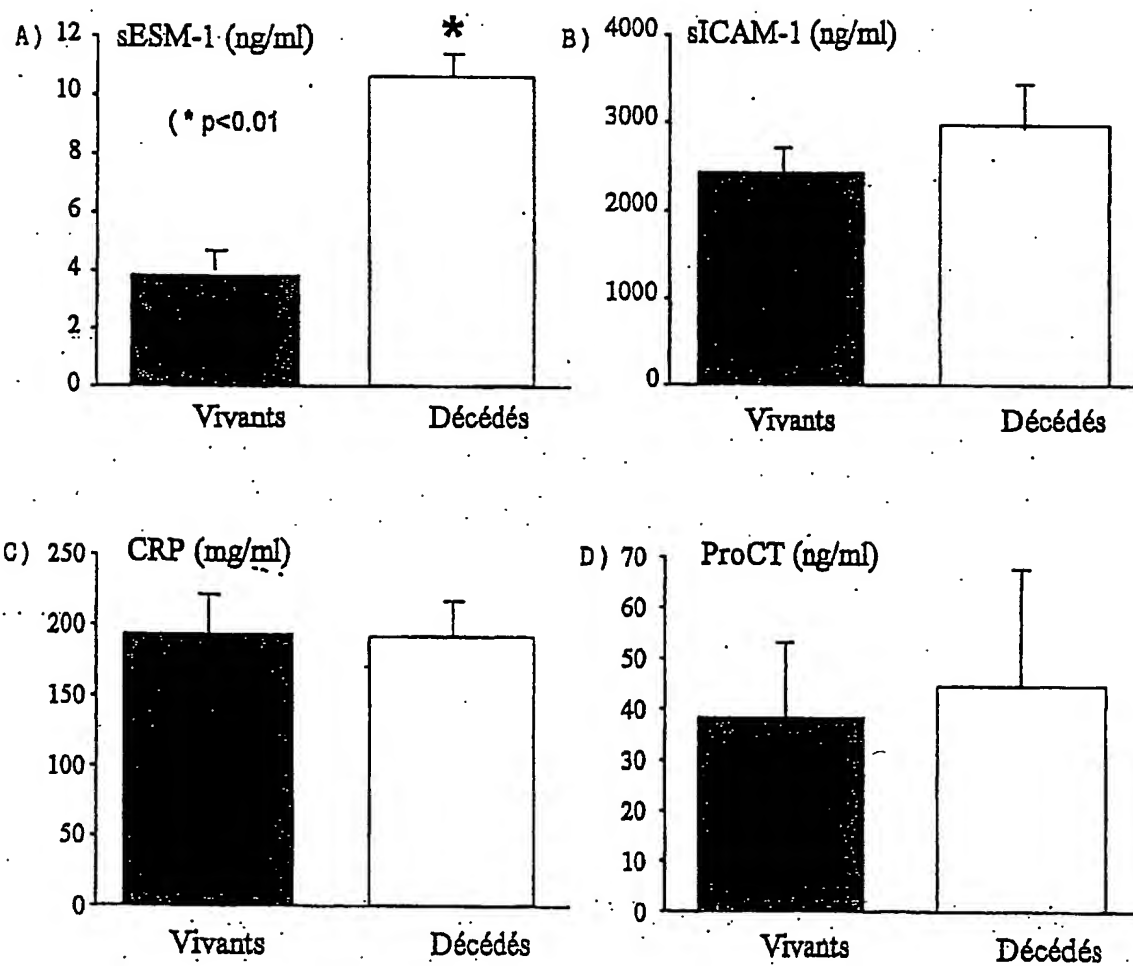 A) sESM-1 (ng/ml)
12
10
8
6
4
2
0
*
(* p<0.01
Vivants
Décédés
B) sICAM-1 (ng/ml)
4000
3000
2000
1000
0
Vivants
Décédés
C) CRP (mg/ml)
250
200
150
100
50
0
Vivants
Décédés
D) ProCT (ng/ml)
70
60
50
40
30
20
10
0
Vivants
Décédés